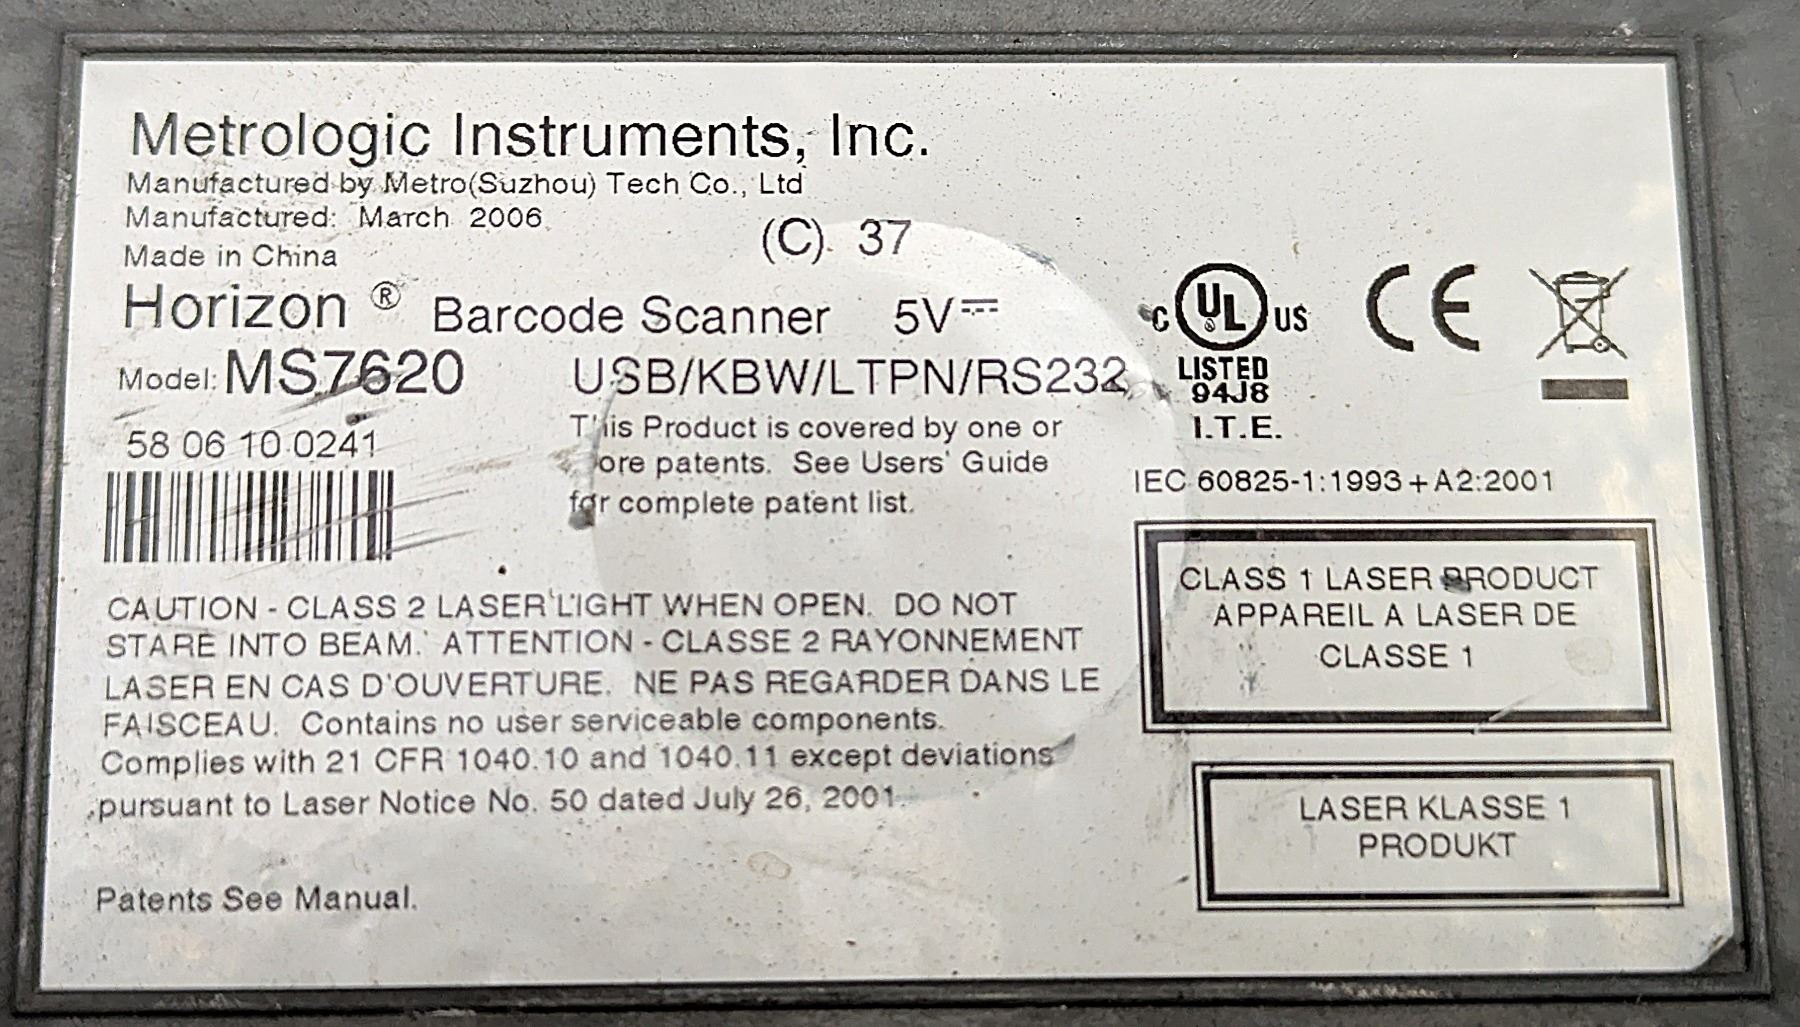 Metrologic Instruments, Inc.
Manufactured by Metro(Suzhou) Tech Co., Ltd
Manufactured: March 2006
(C) 37
Made in China
Horizon ® Barcode Scanner 5V
Model: MS7620 USB/KBW/LTPN/RS232
58 06 10 0241
This Product is covered by one or
ore patents. See Users' Guide
for complete patent list.
C UL US
LISTED
94J8
I.T.E.
CE
IEC 60825-1:1993+A2:2001
CLASS 1 LASER PRODUCT
APPAREIL A LASER DE
CLASSE 1
CAUTION - CLASS 2 LASER LIGHT WHEN OPEN. DO NOT
STARE INTO BEAM. ATTENTION - CLASSE 2 RAYONNEMENT
LASER EN CAS D'OUVERTURE. NE PAS REGARDER DANS LE
FAISCEAU. Contains no user serviceable components.
Complies with 21 CFR 1040.10 and 1040.11 except deviations
pursuant to Laser Notice No. 50 dated July 26, 2001.
LASER KLASSE 1
PRODUKT
Patents See Manual.